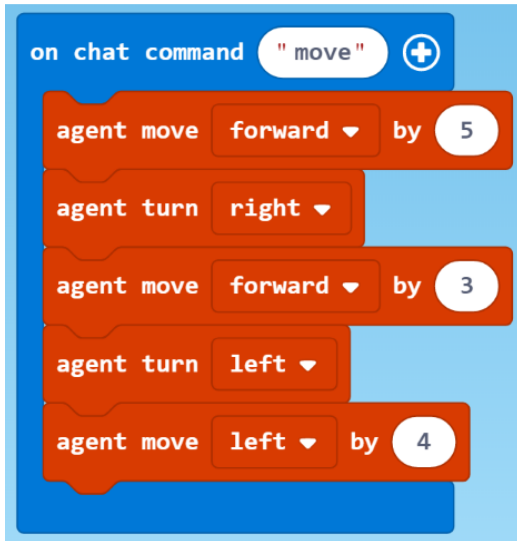 on chat command "move"
agent move forward by 5
agent turn right
agent move forward by 3
agent turn left
agent move left by 4